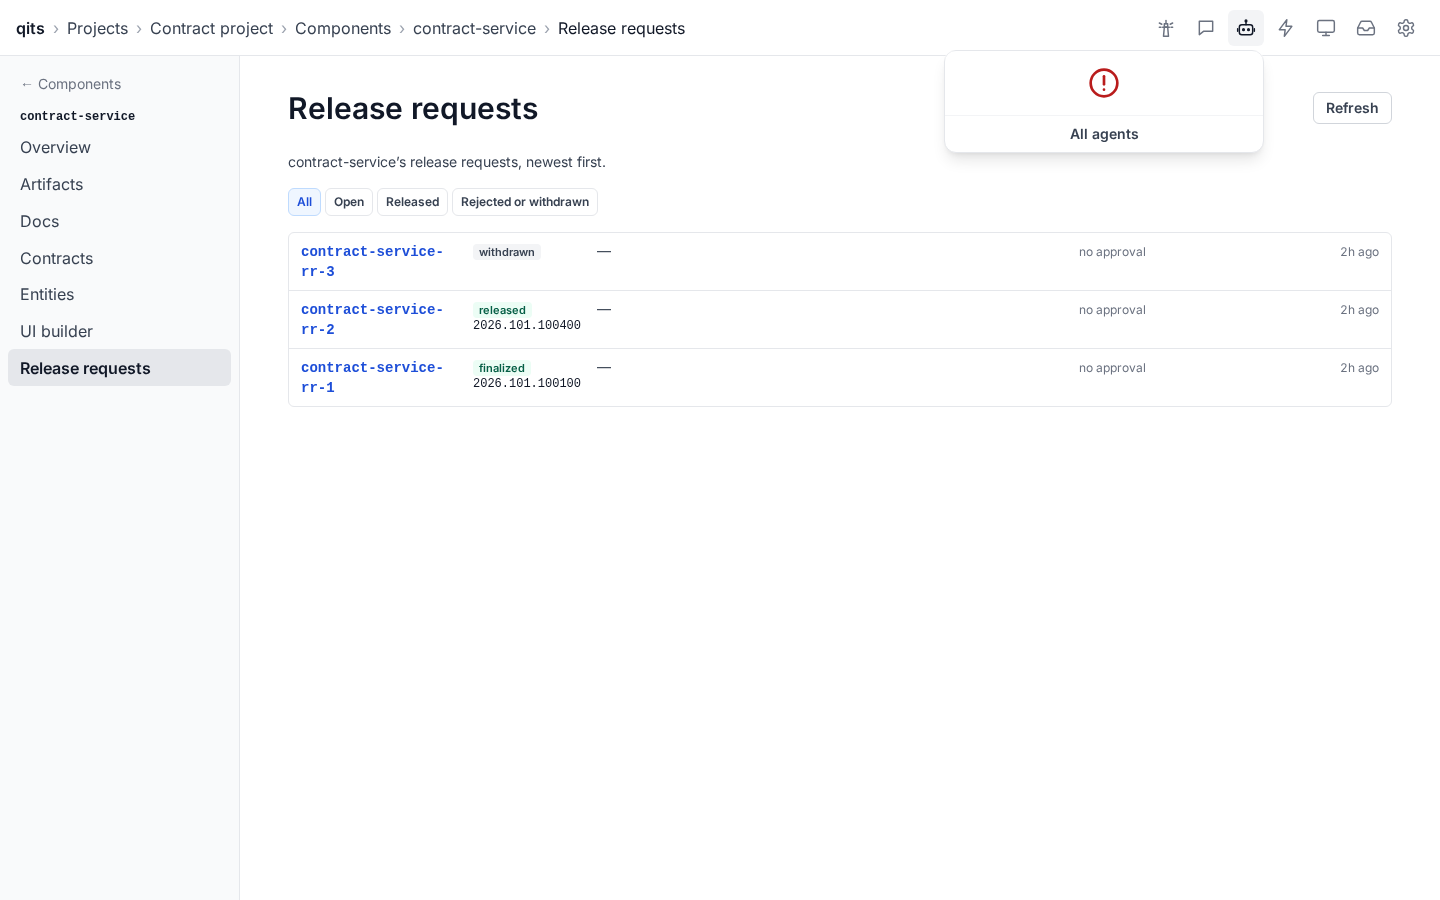 qits › Projects › Contract project › Components › contract-service › Release requests
← Components
contract-service
Overview
Artifacts
Docs
Contracts
Entities
UI builder
Release requests
All agents
Release requests
Refresh
contract-service’s release requests, newest first.
All Open Released Rejected or withdrawn
contract-service-rr-3 withdrawn — no approval 2h ago
contract-service-rr-2 released 2026.101.100400 — no approval 2h ago
contract-service-rr-1 finalized 2026.101.100100 — no approval 2h ago